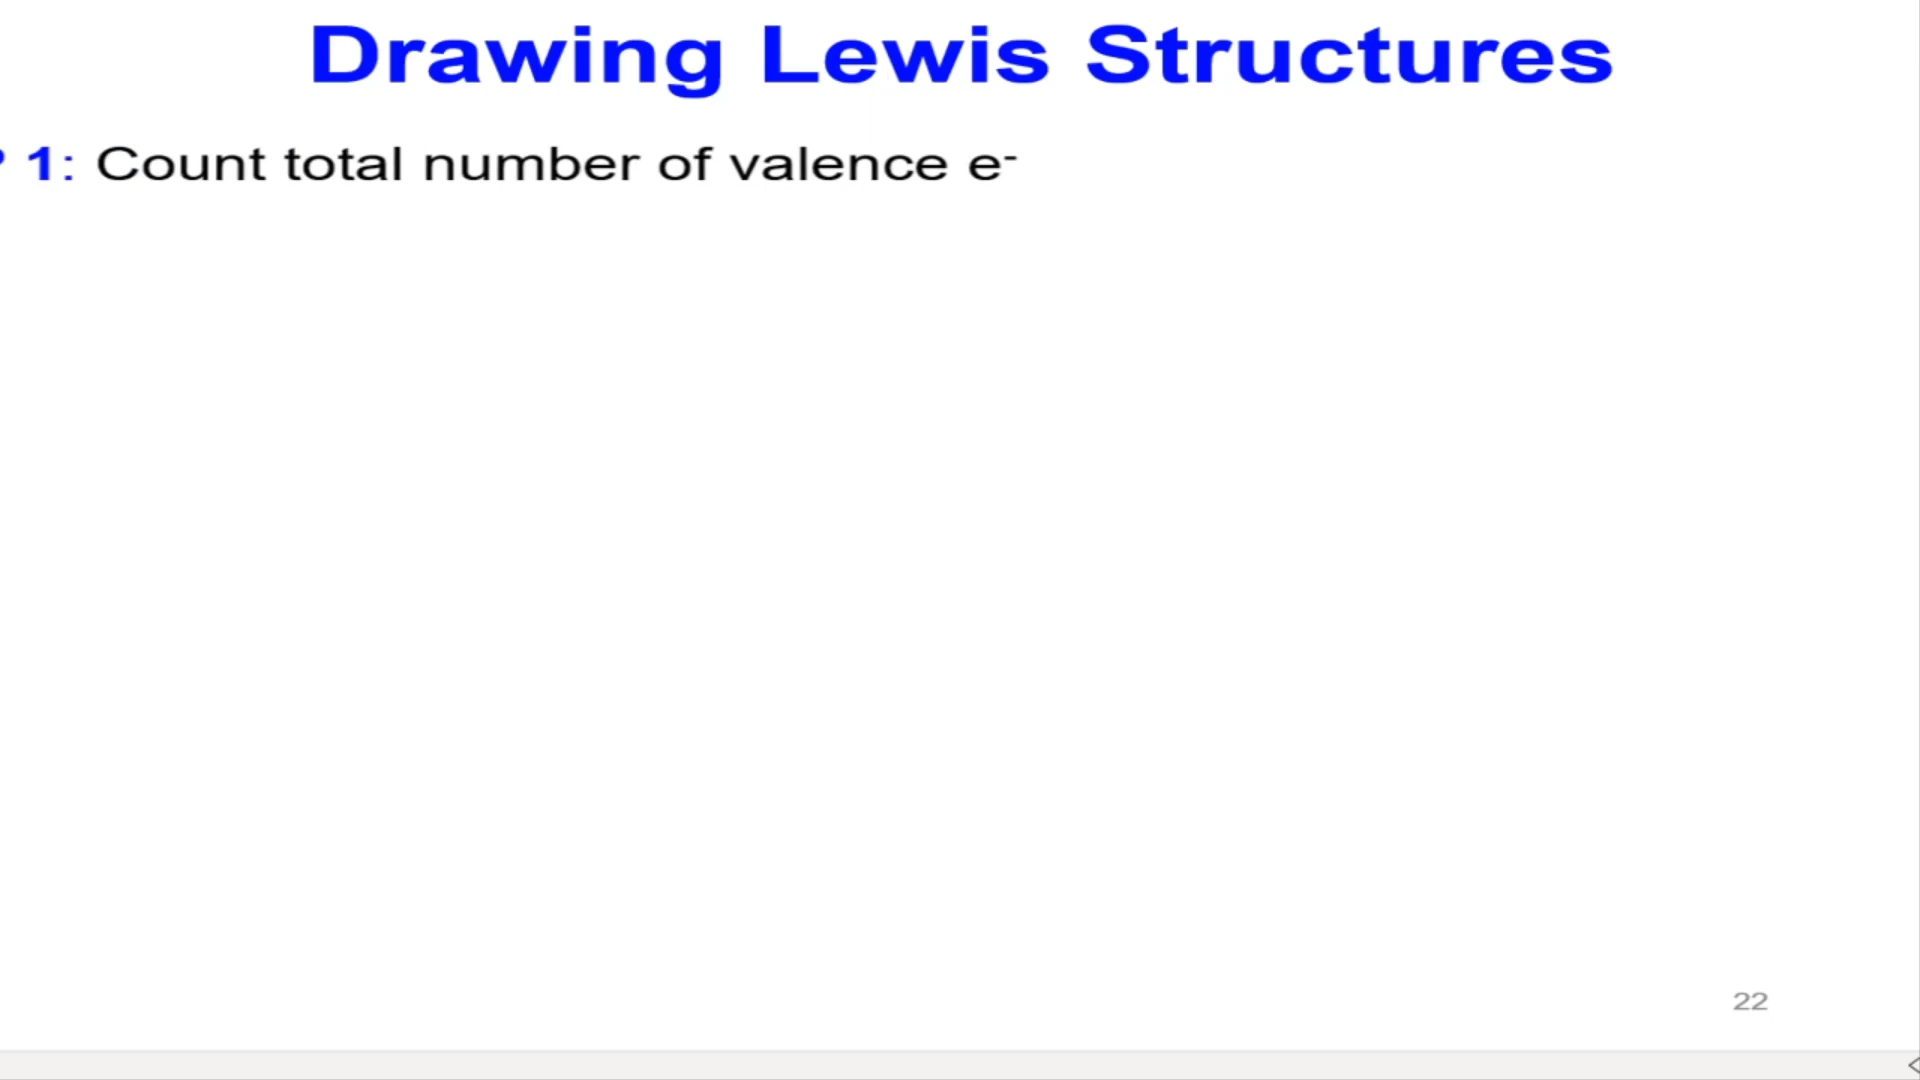 Drawing Lewis Structures
1: Count total number of valence e-
22